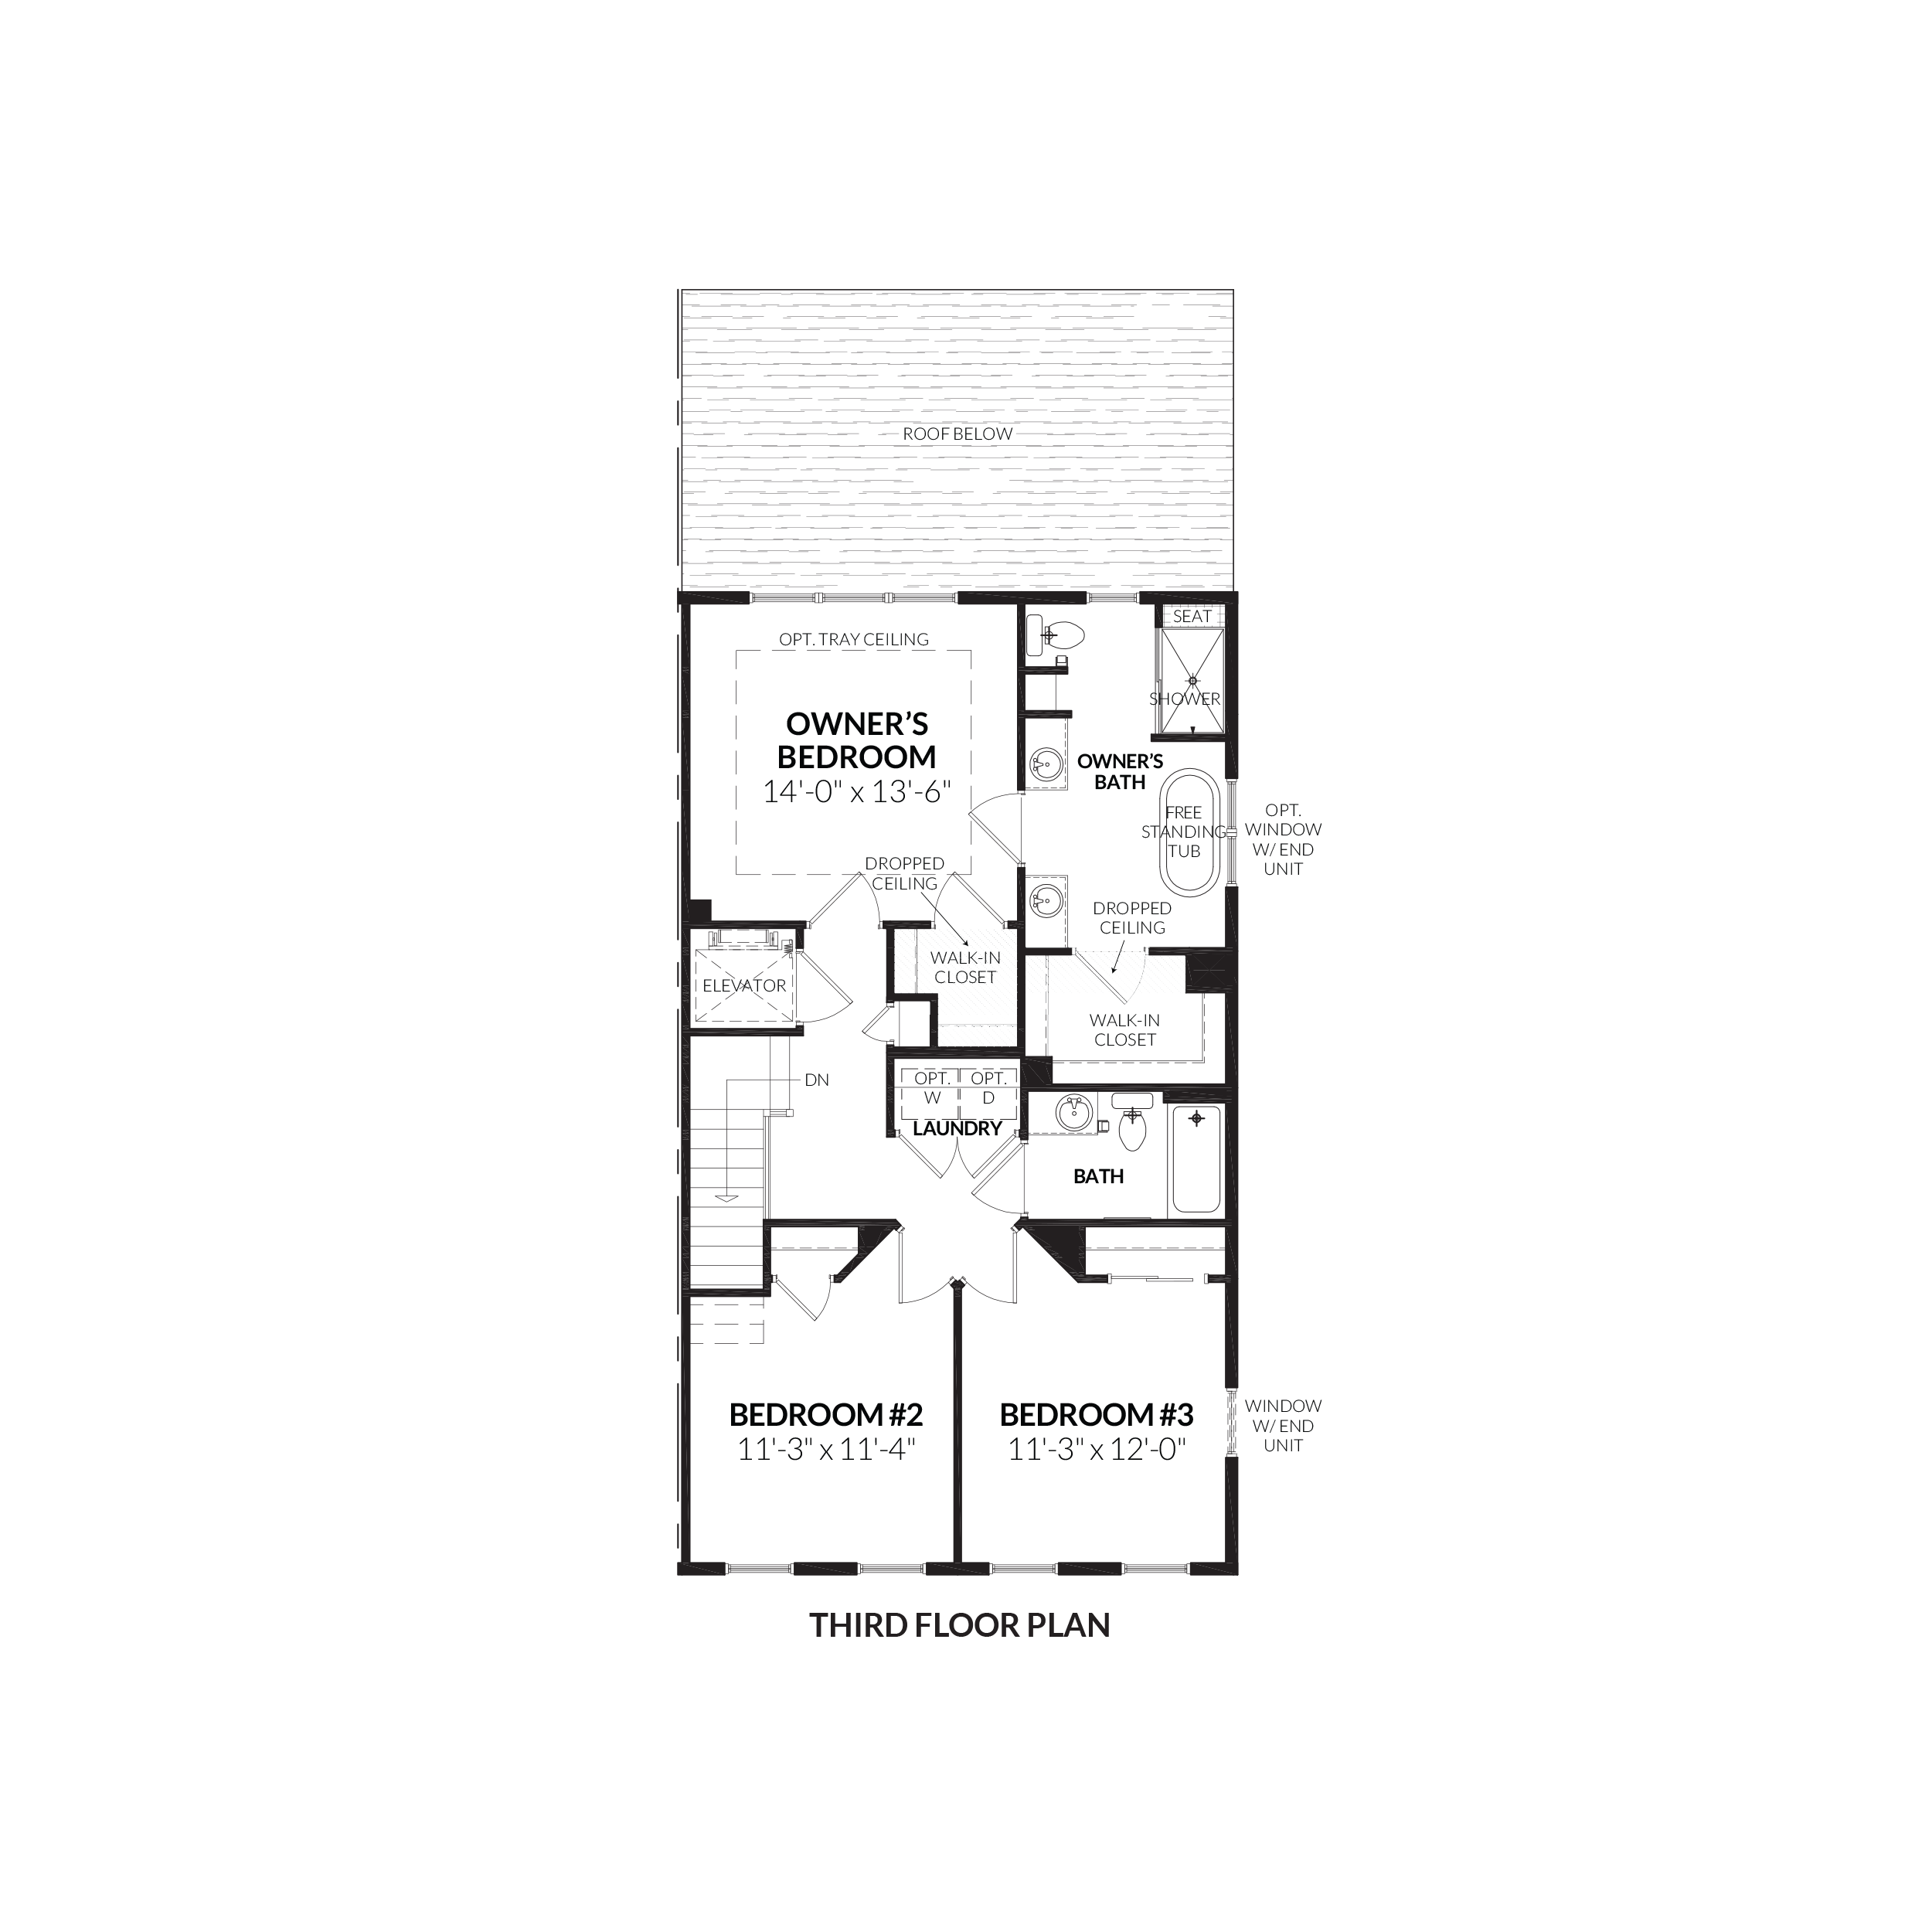 ROOF BELOW
SEAT
OPT. TRAY CEILING
SHOWER
OWNER'S
BEDROOM
14'-0" x 13'-6"
OWNER'S
BATH
FREE
STANDING
TUB
OPT.
WINDOW
W/ END
UNIT
DROPPED
CEILING
DROPPED
CEILING
WALK-IN
CLOSET
ELEVATOR
WALK-IN
CLOSET
DN
OPT.
W
OPT.
D
LAUNDRY
BATH
BEDROOM #2
11'-3" x 11'-4"
BEDROOM #3
11'-3" x 12'-0"
WINDOW
W/ END
UNIT
THIRD FLOOR PLAN